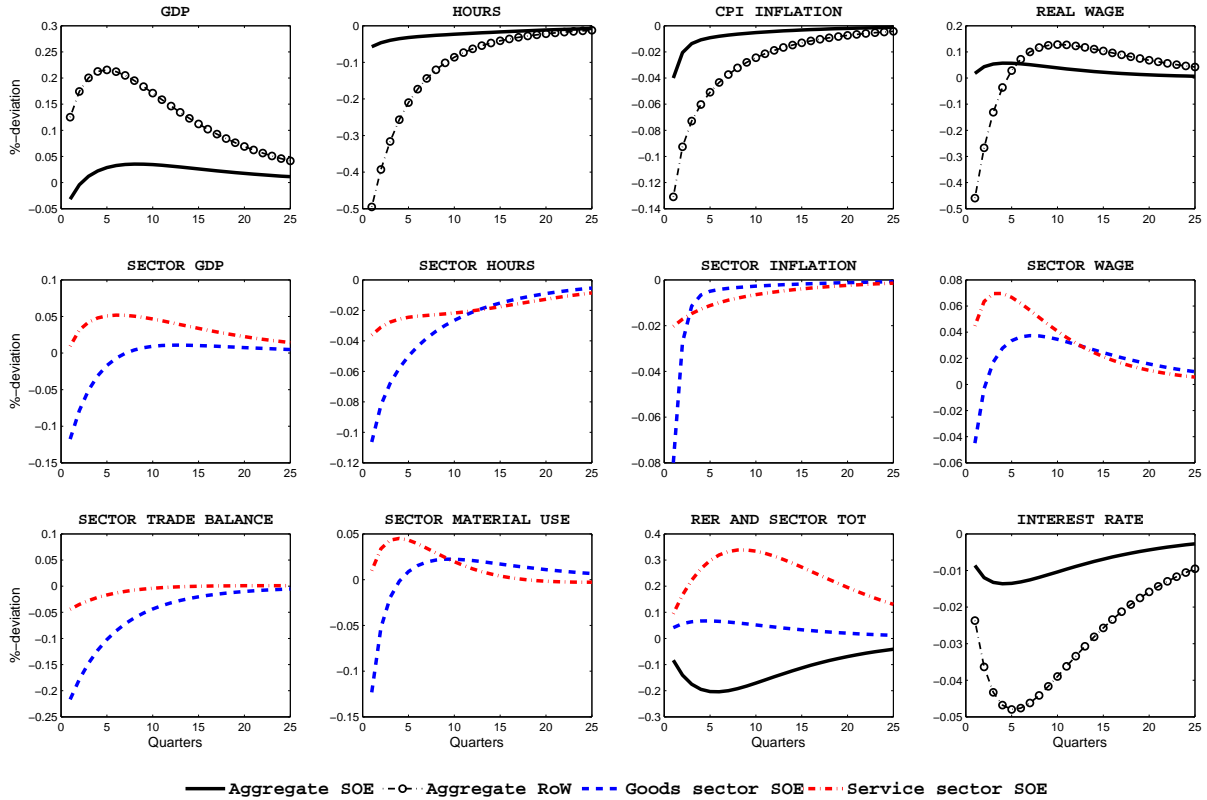 GDP
HOURS
CPI INFLATION
REAL WAGE
%−deviation
0.3
0.25
0.2
0.15
0.1
0.05
0
−0.05
0 5 10 15 20 25
0
−0.1
−0.2
−0.3
−0.4
−0.5
0 5 10 15 20 25
0
−0.02
−0.04
−0.06
−0.08
−0.1
−0.12
−0.14
0 5 10 15 20 25
0.2
0.1
0
−0.1
−0.2
−0.3
−0.4
−0.5
0 5 10 15 20 25
SECTOR GDP
SECTOR HOURS
SECTOR INFLATION
SECTOR WAGE
%−deviation
0.1
0.05
0
−0.05
−0.1
−0.15
0 5 10 15 20 25
0
−0.02
−0.04
−0.06
−0.08
−0.1
−0.12
0 5 10 15 20 25
0
−0.02
−0.04
−0.06
−0.08
0 5 10 15 20 25
0.08
0.06
0.04
0.02
0
−0.02
−0.04
−0.06
0 5 10 15 20 25
SECTOR TRADE BALANCE
SECTOR MATERIAL USE
RER AND SECTOR TOT
INTEREST RATE
%−deviation
0.1
0.05
0
−0.05
−0.1
−0.15
−0.2
−0.25
0 5 10 15 20 25
Quarters
0.05
0
−0.05
−0.1
−0.15
0 5 10 15 20 25
Quarters
0.4
0.3
0.2
0.1
0
−0.1
−0.2
−0.3
0 5 10 15 20 25
Quarters
0
−0.01
−0.02
−0.03
−0.04
−0.05
0 5 10 15 20 25
Quarters
Aggregate SOE
Aggregate RoW
Goods sector SOE
Service sector SOE